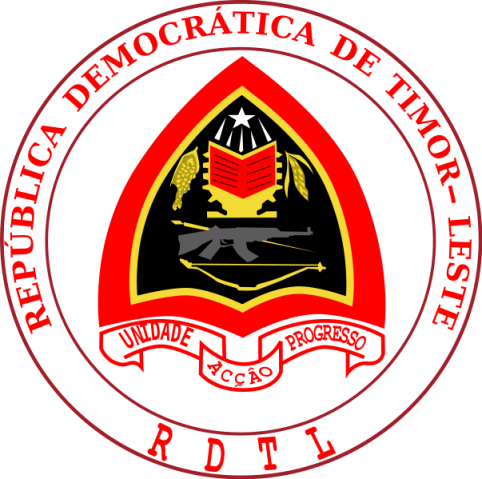 REPÚBLICA DEMOCRÁTICA DE TIMOR-LESTE
UNIDADE
ACÇÃO
PROGRESSO
RDTL